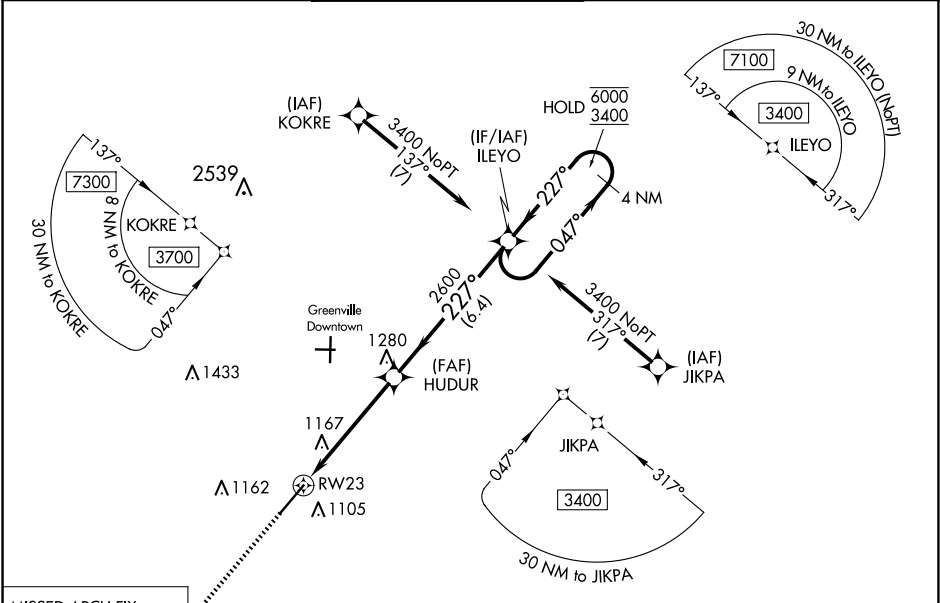 30 NM to ILEYO (NoPT)
7100
9 NM to ILEYO
137°
3400
ILEYO
317°
(IAF)
KOKRE
3400 NoPT
137°
(7)
HOLD
6000
3400
(IF/IAF)
ILEYO
227°
047°
4 NM
137°
7300
2539
8 NM to KOKRE
KOKRE
3700
30 NM to KOKRE
047°
2600
227°
(6.4)
3400 NoPT
317°
(7)
Greenville
Downtown
1280
(FAF)
HUDUR
(IAF)
JIKPA
1433
1167
JIKPA
047°
317°
3400
30 NM to JIKPA
1162
RW23
1105